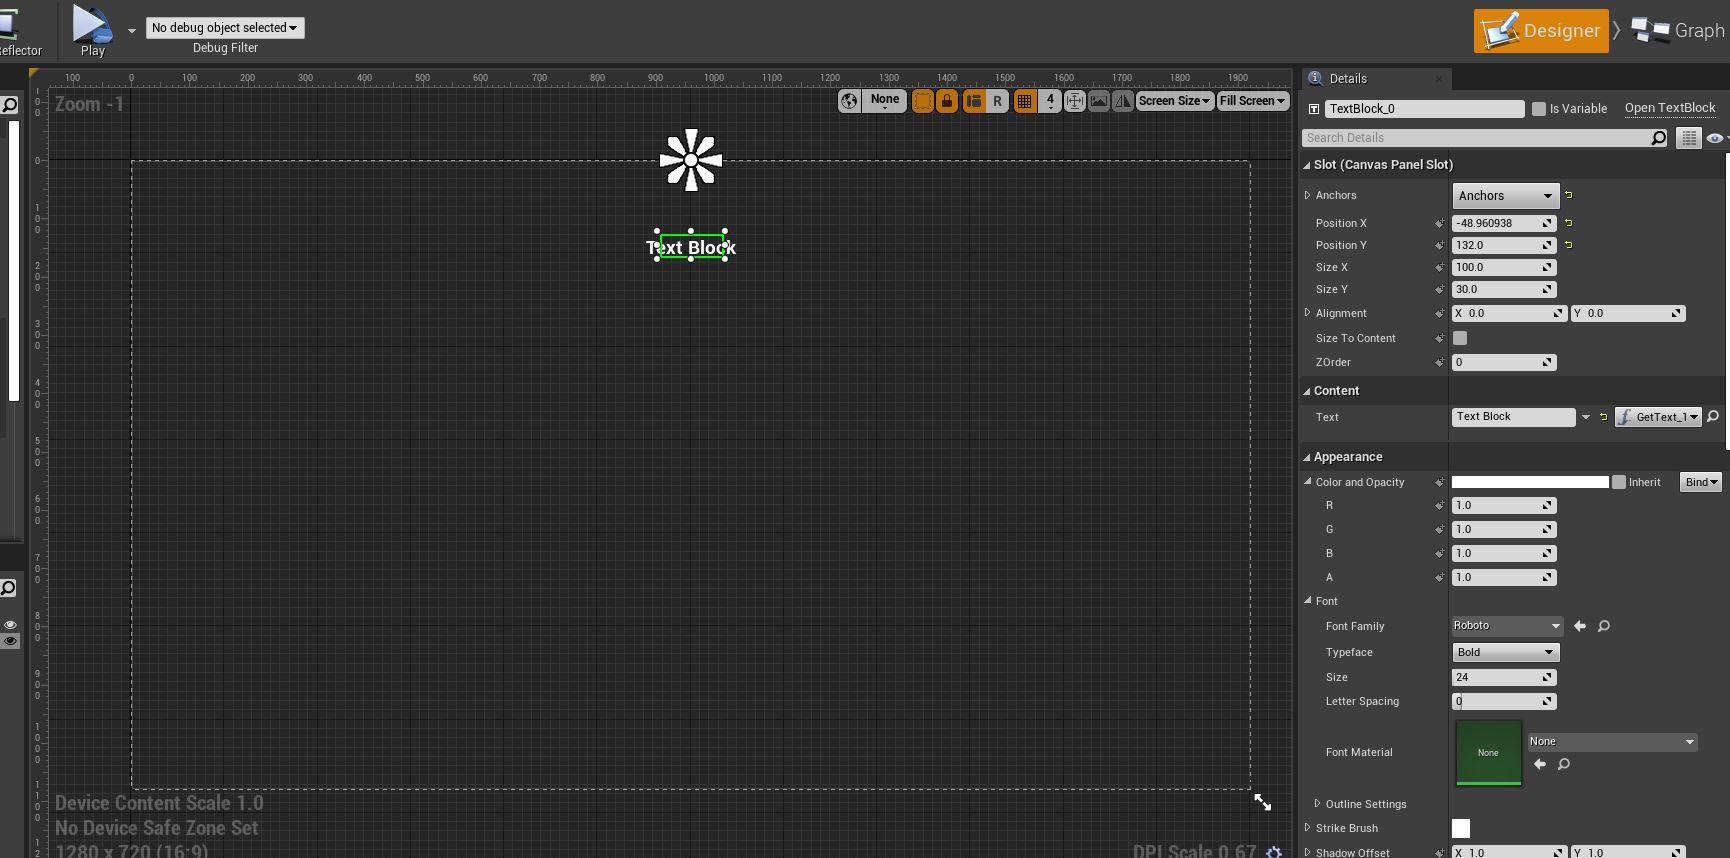 eflector
Play
No debug object selected
Debug Filter
Designer
Graph
100 0 100 200 300 400 500 600 700 800 900 1000 1100 1200 1300 1400 1500 1600 1700 1800 1900
Zoom -1
None
R
4
Screen Size
Fill Screen
Text Block
Device Content Scale 1.0
No Device Safe Zone Set
1280 x 720 (16:9)
DPI Scale 0.67
Details
TextBlock_0
Is Variable
Open TextBlock
Search Details
Slot (Canvas Panel Slot)
Anchors
Anchors
Position X
-48.960938
Position Y
132.0
Size X
100.0
Size Y
30.0
Alignment
X 0.0
Y 0.0
Size To Content
ZOrder
0
Content
Text
Text Block
GetText_1
Appearance
Color and Opacity
Inherit
Bind
R
1.0
G
1.0
B
1.0
A
1.0
Font
Font Family
Roboto
Typeface
Bold
Size
24
Letter Spacing
0
Font Material
None
None
Outline Settings
Strike Brush
Shadow Offset
X 1.0
Y 1.0